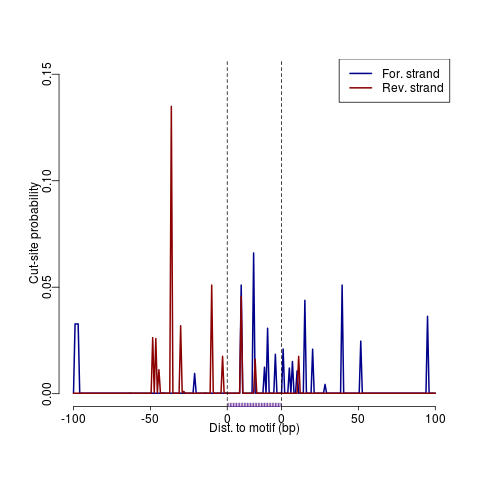 For. strand
Rev. strand
Cut-site probability
0.15
0.10
0.05
0.00
-100 -50 0 0 50 100
Dist. to motif (bp)